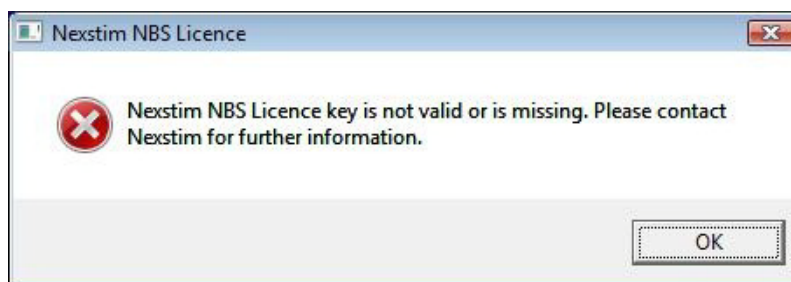 Nexstim NBS Licence
Nexstim NBS Licence key is not valid or is missing. Please contact
Nexstim for further information.
OK